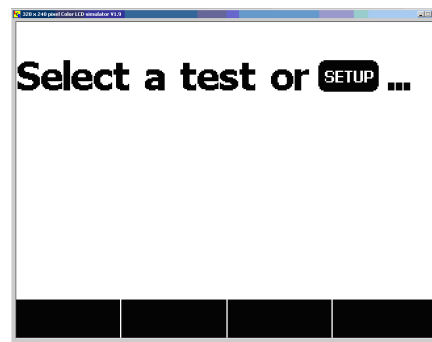 320 x 240 pixel Color LCD simulator V1.9
Select a test or SETUP ...